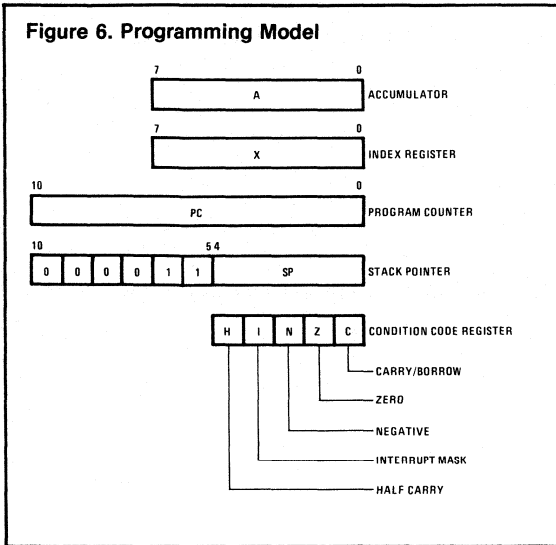 Figure 6. Programming Model
7 0
A ACCUMULATOR
7 0
X INDEX REGISTER
10 0
PC PROGRAM COUNTER
10 5 4
0 0 0 0 1 1 SP STACK POINTER
H I N Z C CONDITION CODE REGISTER
CARRY/BORROW
ZERO
NEGATIVE
INTERRUPT MASK
HALF CARRY